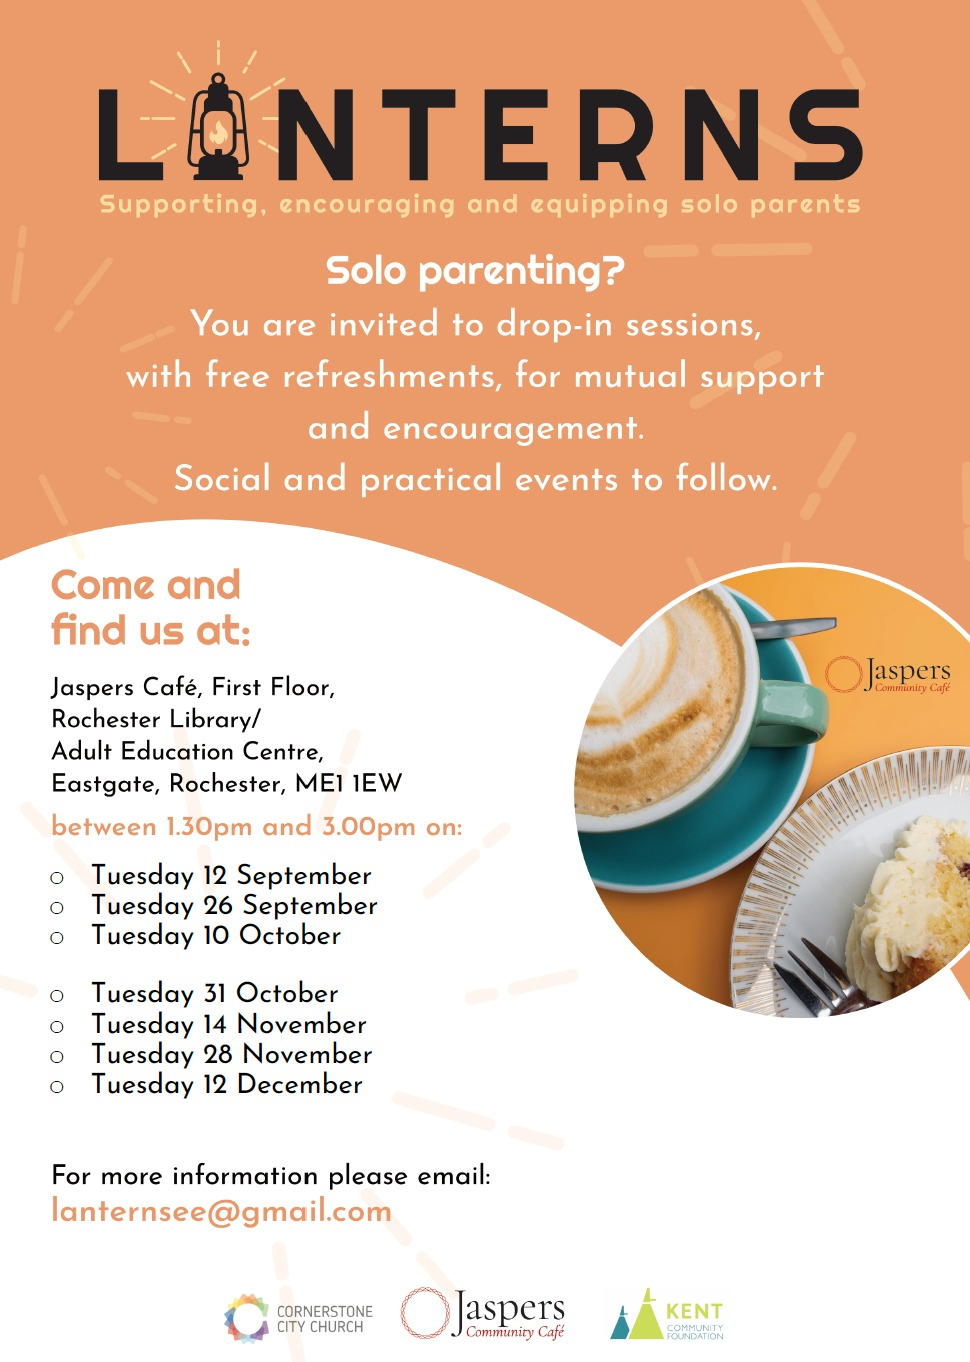 LANTERNS
Supporting, encouraging and equipping solo parents
Solo parenting?
You are invited to drop-in sessions,
with free refreshments, for mutual support
and encouragement.
Social and practical events to follow.
Come and
find us at:
Jaspers Café, First Floor,
Rochester Library/
Adult Education Centre,
Eastgate, Rochester, ME1 1EW
between 1.30pm and 3.00pm on:
Tuesday 12 September
Tuesday 26 September
Tuesday 10 October
Tuesday 31 October
Tuesday 14 November
Tuesday 28 November
Tuesday 12 December
Jaspers
Community Café
For more information please email:
lanternsee@gmail.com
CORNERSTONE
CITY CHURCH
Jaspers
Community Café
KENT
COMMUNITY
FOUNDATION